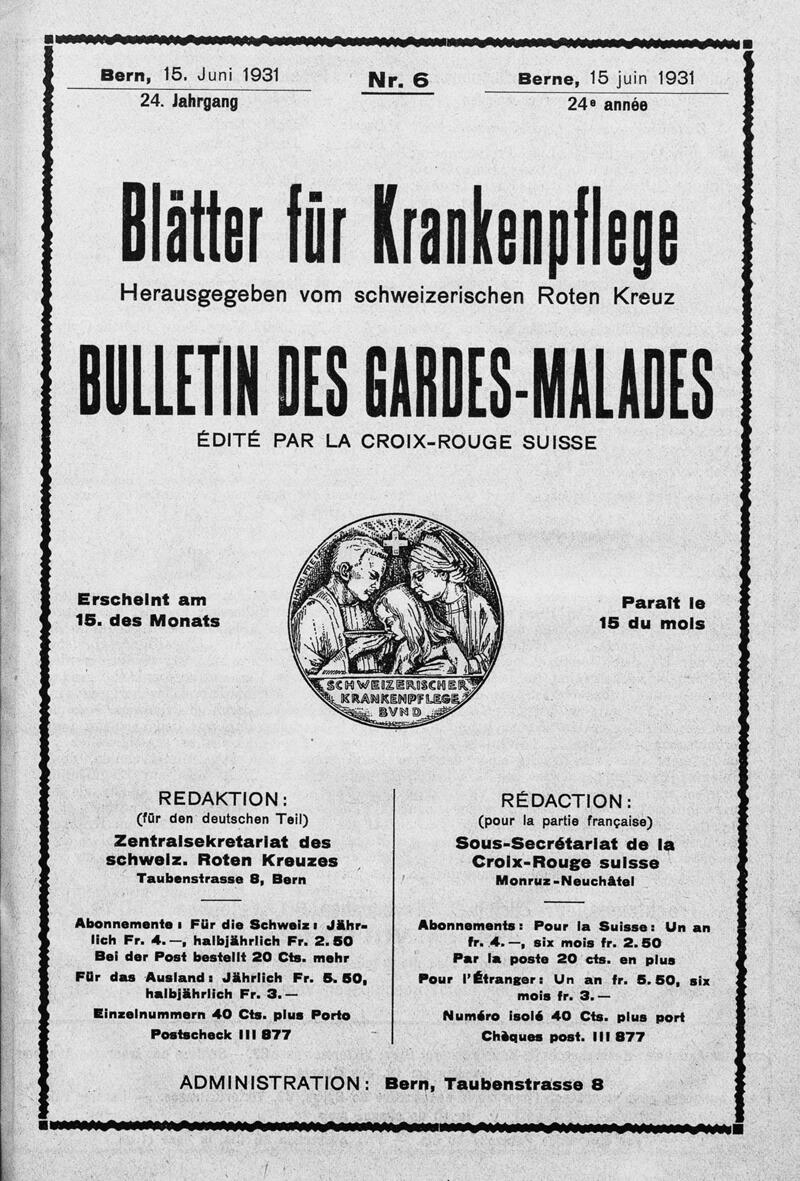 Bern, 15. Juni 1931
24. Jahrgang
Nr. 6
Berne, 15 juin 1931
24e année
Blätter für Krankenpflege
Herausgegeben vom schweizerischen Roten Kreuz
BULLETIN DES GARDES-MALADES
ÉDITÉ PAR LA CROIX-ROUGE SUISSE
Erscheint am
15. des Monats
SCHWEIZERISCHER
KRANKENPFLEGE
BVND
Paraît le
15 du mois
REDAKTION:
(für den deutschen Teil)
Zentralsekretariat des
schweiz. Roten Kreuzes
Taubenstrasse 8, Bern
Abonnemente: Für die Schweiz: Jähr-
lich Fr. 4.—, halbjährlich Fr. 2.50
Bei der Post bestellt 20 Cts. mehr
Für das Ausland: Jährlich Fr. 5.50,
halbjährlich Fr. 3.—
Einzelnummern 40 Cts. plus Porto
Postscheck III 877
RÉDACTION:
(pour la partie française)
Sous-Secrétariat de la
Croix-Rouge suisse
Monruz-Neuchâtel
Abonnements: Pour la Suisse: Un an
fr. 4.—, six mois fr. 2.50
Par la poste 20 cts. en plus
Pour l'Étranger: Un an fr. 5.50, six
mois fr. 3.—
Numéro isolé 40 Cts. plus port
Chèques post. III 877
ADMINISTRATION: Bern, Taubenstrasse 8